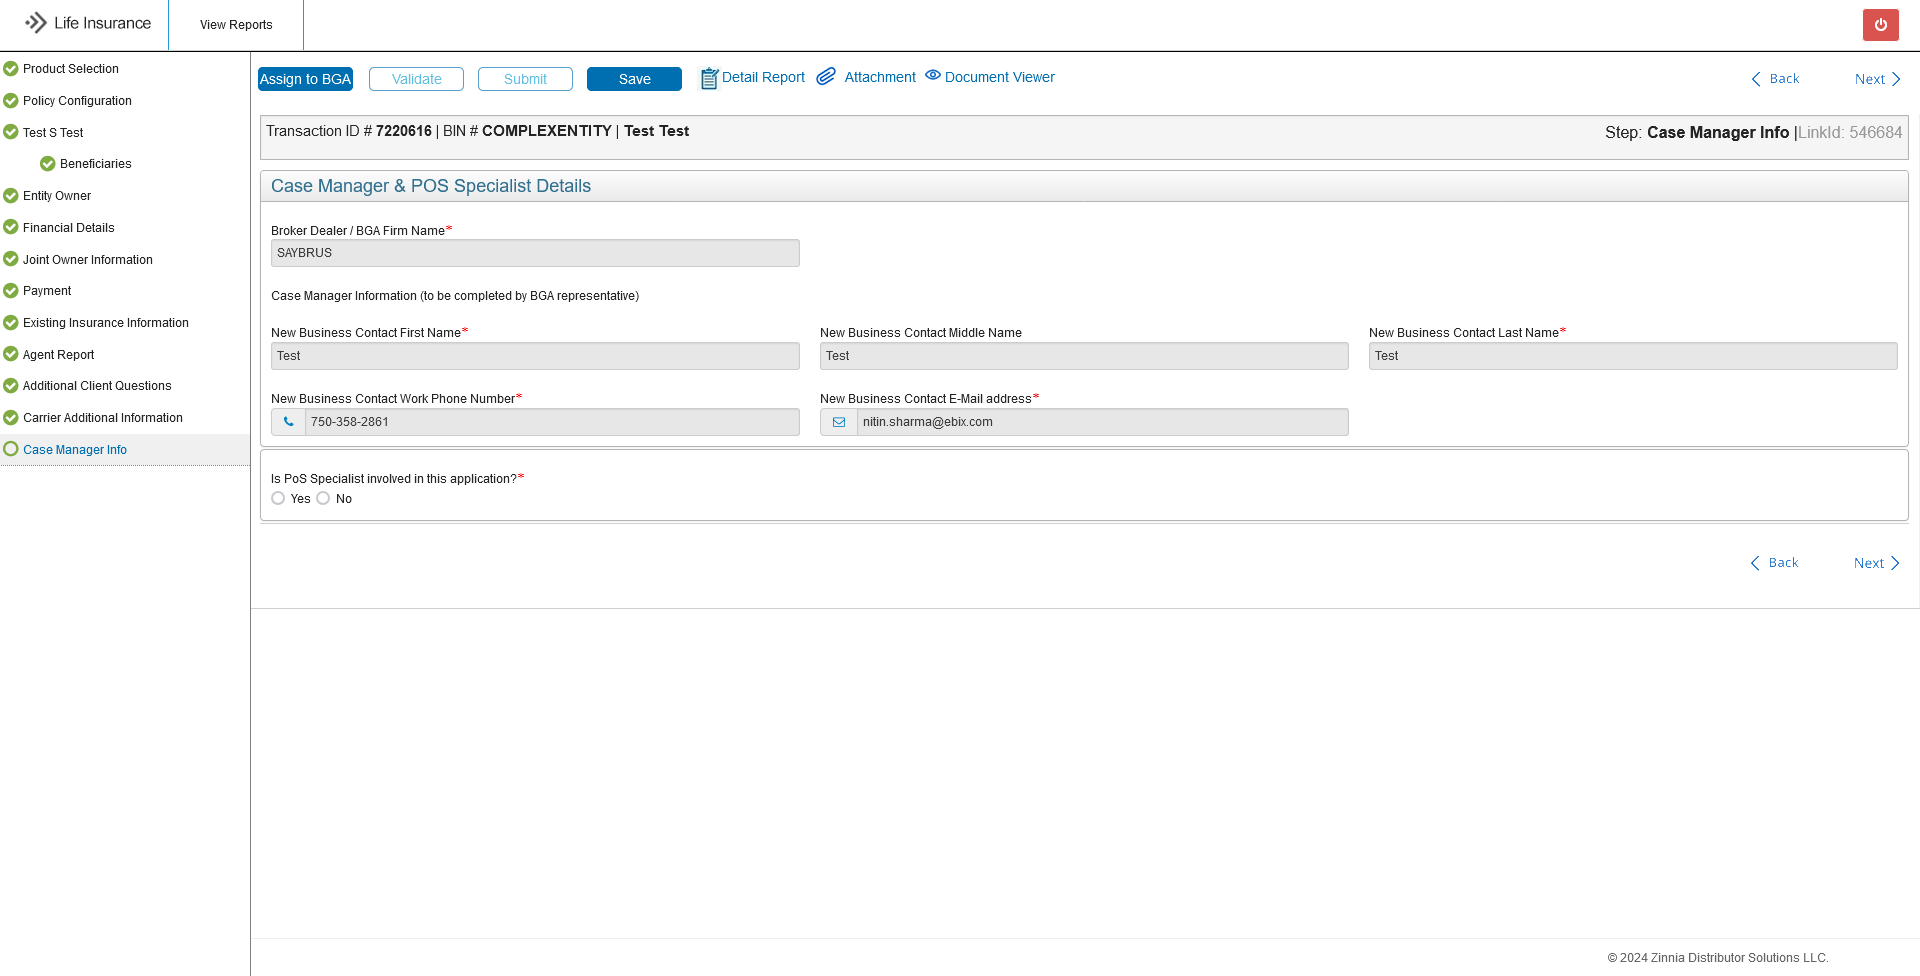 Life Insurance
View Reports
Product Selection
Policy Configuration
Test S Test
Beneficiaries
Entity Owner
Financial Details
Joint Owner Information
Payment
Existing Insurance Information
Agent Report
Additional Client Questions
Carrier Additional Information
Case Manager Info
Assign to BGA Validate Submit Save Detail Report Attachment Document Viewer Back Next
Transaction ID # 7220616 | BIN # COMPLEXENTITY | Test Test Step: Case Manager Info |LinkId: 546684
Case Manager & POS Specialist Details
Broker Dealer / BGA Firm Name*
SAYBRUS
Case Manager Information (to be completed by BGA representative)
New Business Contact First Name* New Business Contact Middle Name New Business Contact Last Name*
Test Test Test
New Business Contact Work Phone Number* New Business Contact E-Mail address*
750-358-2861 nitin.sharma@ebix.com
Is PoS Specialist involved in this application?*
Yes No
Back Next
© 2024 Zinnia Distributor Solutions LLC.